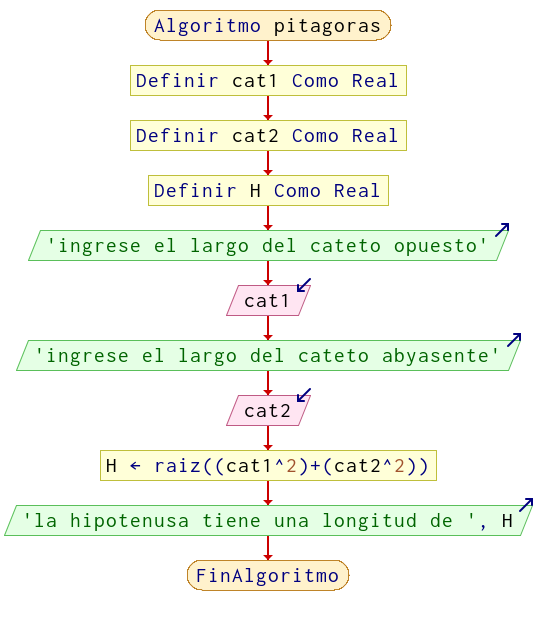 Algoritmo pitagoras
Definir cat1 Como Real
Definir cat2 Como Real
Definir H Como Real
'ingrese el largo del cateto opuesto'
cat1
'ingrese el largo del cateto abyasente'
cat2
H ← raiz((cat1^2)+(cat2^2))
'la hipotenusa tiene una longitud de ', H
FinAlgoritmo